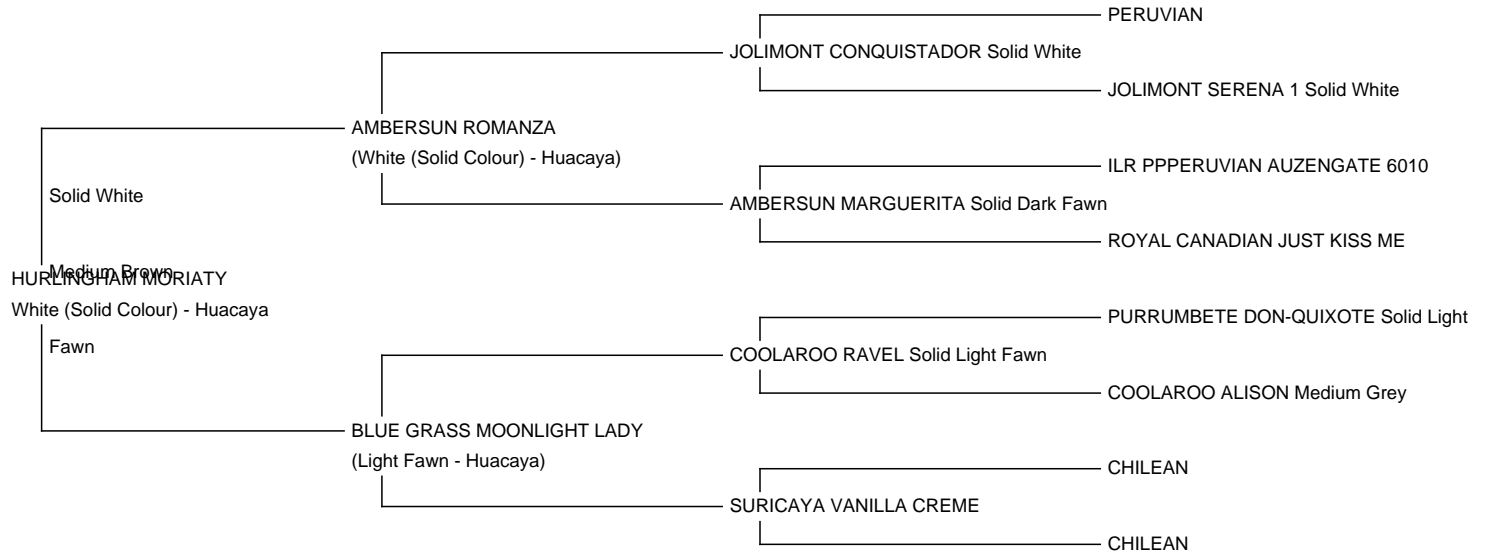 PERUVIAN
JOLIMONT CONQUISTADOR Solid White
JOLIMONT SERENA 1 Solid White
AMBERSUN ROMANZA
(White (Solid Colour) - Huacaya)
ILR PPPERUVIAN AUZENGATE 6010
Solid White
AMBERSUN MARGUERITA Solid Dark Fawn
ROYAL CANADIAN JUST KISS ME
Medium Brown
HURLINGHAM MORIATY
White (Solid Colour) - Huacaya
PURRUMBETE DON-QUIXOTE Solid Light
Fawn
COOLAROO RAVEL Solid Light Fawn
COOLAROO ALISON Medium Grey
BLUE GRASS MOONLIGHT LADY
(Light Fawn - Huacaya)
CHILEAN
SURICAYA VANILLA CREME
CHILEAN